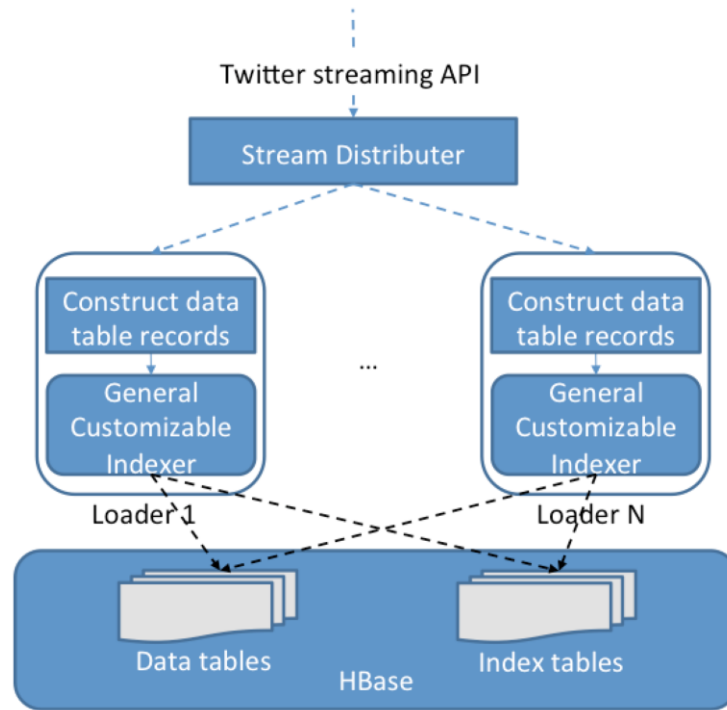 Twitter streaming API
Stream Distributer
Construct data
table records
General
Customizable
Indexer
Loader 1
...
Construct data
table records
General
Customizable
Indexer
Loader N
Data tables
Index tables
HBase